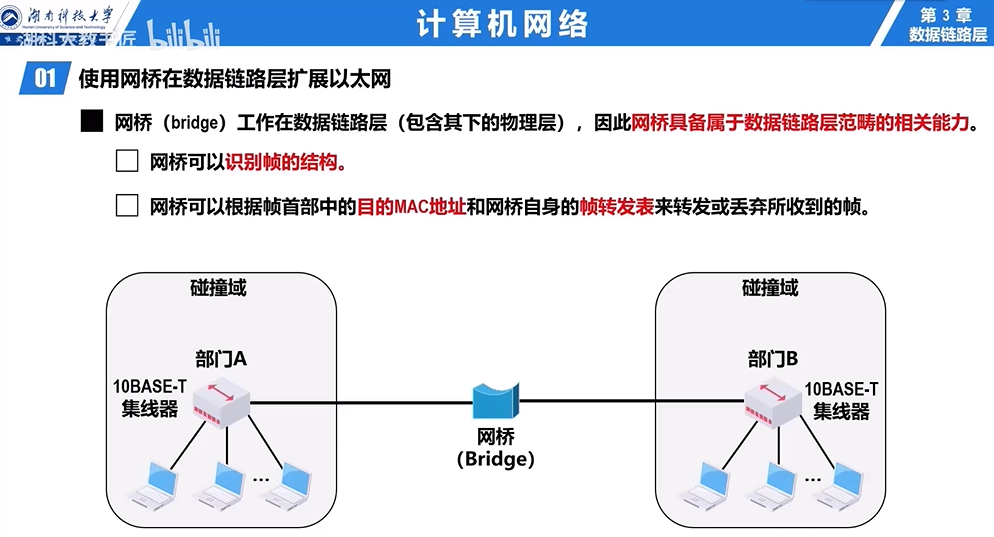 湖南科技大学
Hunan University of Science and Technology
湖科大教书匠 bilibili
计算机网络
第 3 章
数据链路层
01 使用网桥在数据链路层扩展以太网
网桥（bridge）工作在数据链路层（包含其下的物理层），因此网桥具备属于数据链路层范畴的相关能力。
网桥可以识别帧的结构。
网桥可以根据帧首部中的目的MAC地址和网桥自身的帧转发表来转发或丢弃所收到的帧。
碰撞域
碰撞域
部门A
部门B
10BASE-T
集线器
10BASE-T
集线器
网桥
（Bridge）
...
...